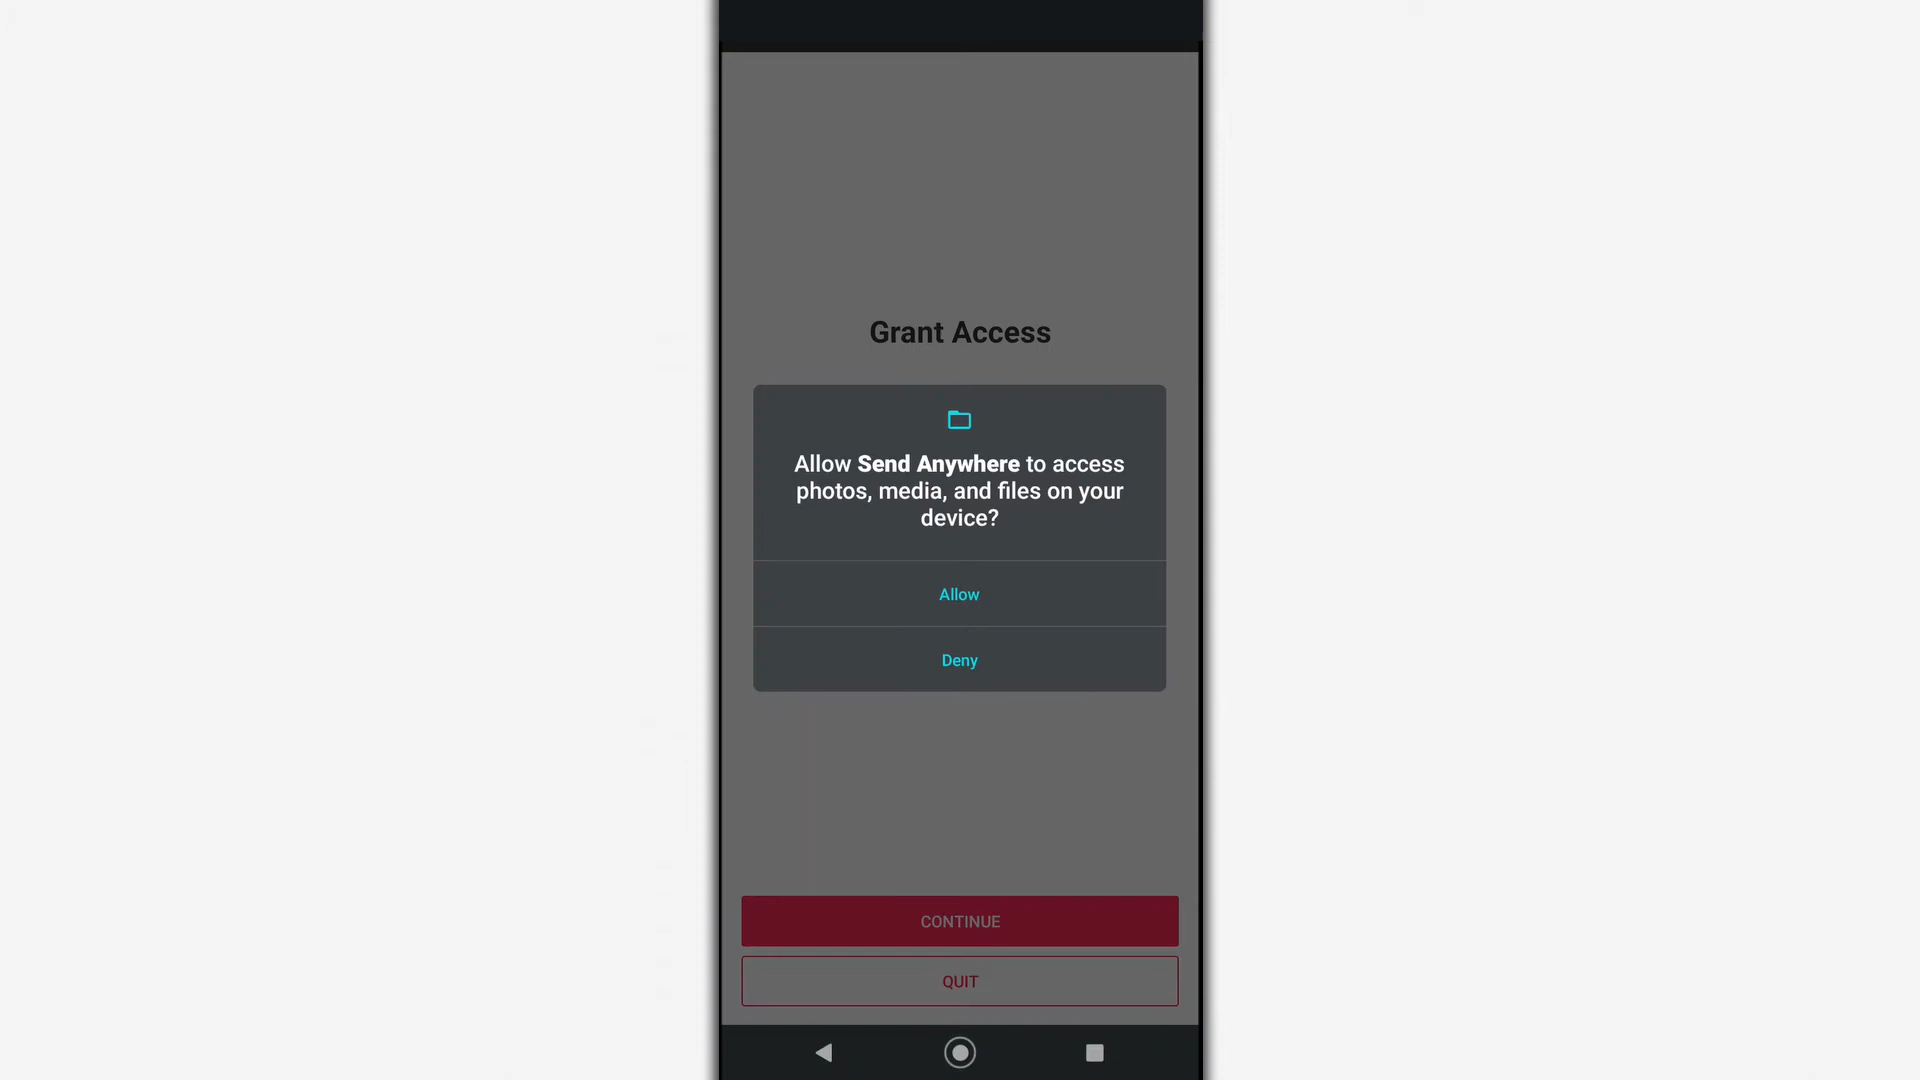 Grant Access
Allow Send Anywhere to access
photos, media, and files on your
device?
Allow
Deny
CONTINUE
QUIT